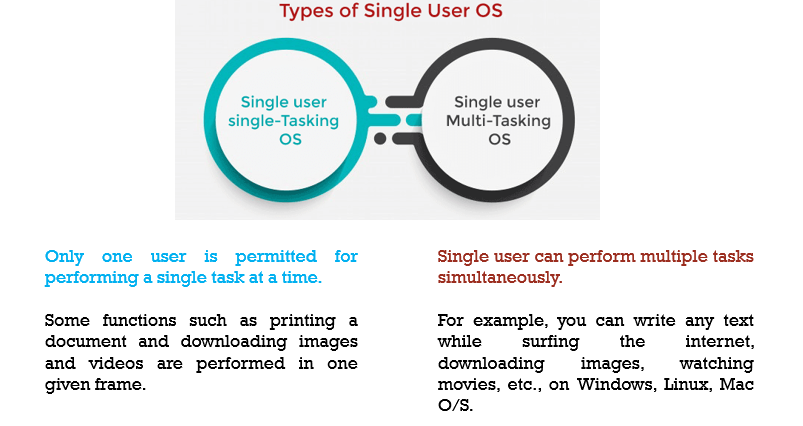 Types of Single User OS
Single user
single-Tasking
OS
Single user
Multi-Tasking
OS
Only one user is permitted for
performing a single task at a time.
Some functions such as printing a
document and downloading images
and videos are performed in one
given frame.
Single user can perform multiple tasks
simultaneously.
For example, you can write any text
while surfing the internet,
downloading images, watching
movies, etc., on Windows, Linux, Mac
O/S.